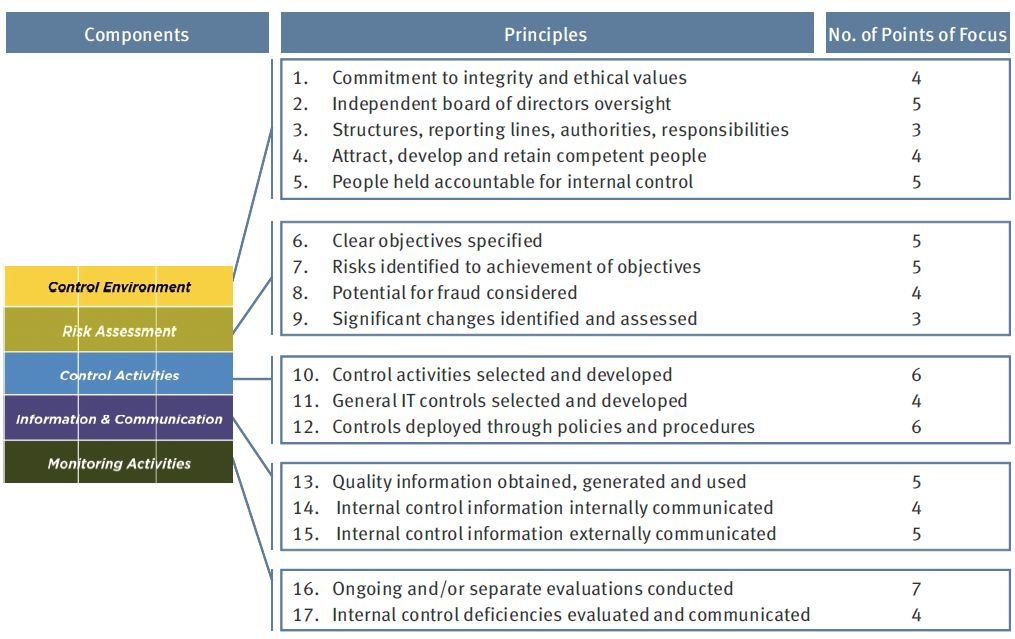 Components Principles No. of Points of Focus
1. Commitment to integrity and ethical values 4
2. Independent board of directors oversight 5
3. Structures, reporting lines, authorities, responsibilities 3
4. Attract, develop and retain competent people 4
5. People held accountable for internal control 5
6. Clear objectives specified 5
7. Risks identified to achievement of objectives 5
8. Potential for fraud considered 4
9. Significant changes identified and assessed 3
Control Environment
Risk Assessment
Control Activities
Information & Communication
Monitoring Activities
10. Control activities selected and developed 6
11. General IT controls selected and developed 4
12. Controls deployed through policies and procedures 6
13. Quality information obtained, generated and used 5
14. Internal control information internally communicated 4
15. Internal control information externally communicated 5
16. Ongoing and/or separate evaluations conducted 7
17. Internal control deficiencies evaluated and communicated 4